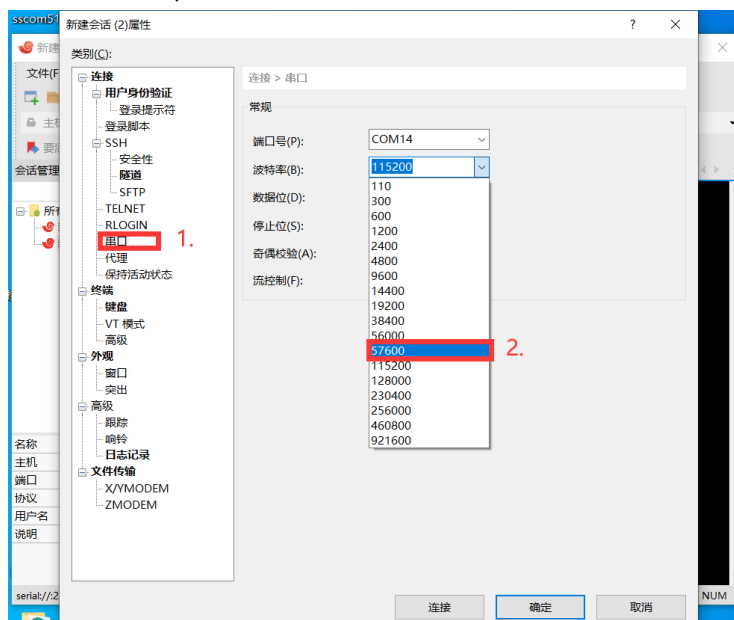 sscom51
新建会话 (2)属性
?
新建
类别(C):
文件(F
连接
用户身份验证
登录提示符
登录脚本
SSH
安全性
隧道
SFTP
TELNET
RLOGIN
串口
1.
代理
保持活动状态
终端
键盘
VT 模式
高级
外观
窗口
突出
高级
跟踪
响铃
日志记录
文件传输
X/YMODEM
ZMODEM
连接 > 串口
常规
端口号(P):
COM14
波特率(B):
115200
数据位(D):
停止位(S):
奇偶校验(A):
流控制(F):
110
300
600
1200
2400
4800
9600
14400
19200
38400
56000
57600
2.
115200
128000
230400
256000
460800
921600
主机
会话管理
所有
名称
主机
端口
协议
用户名
说明
serial://:2
NUM
连接
确定
取消